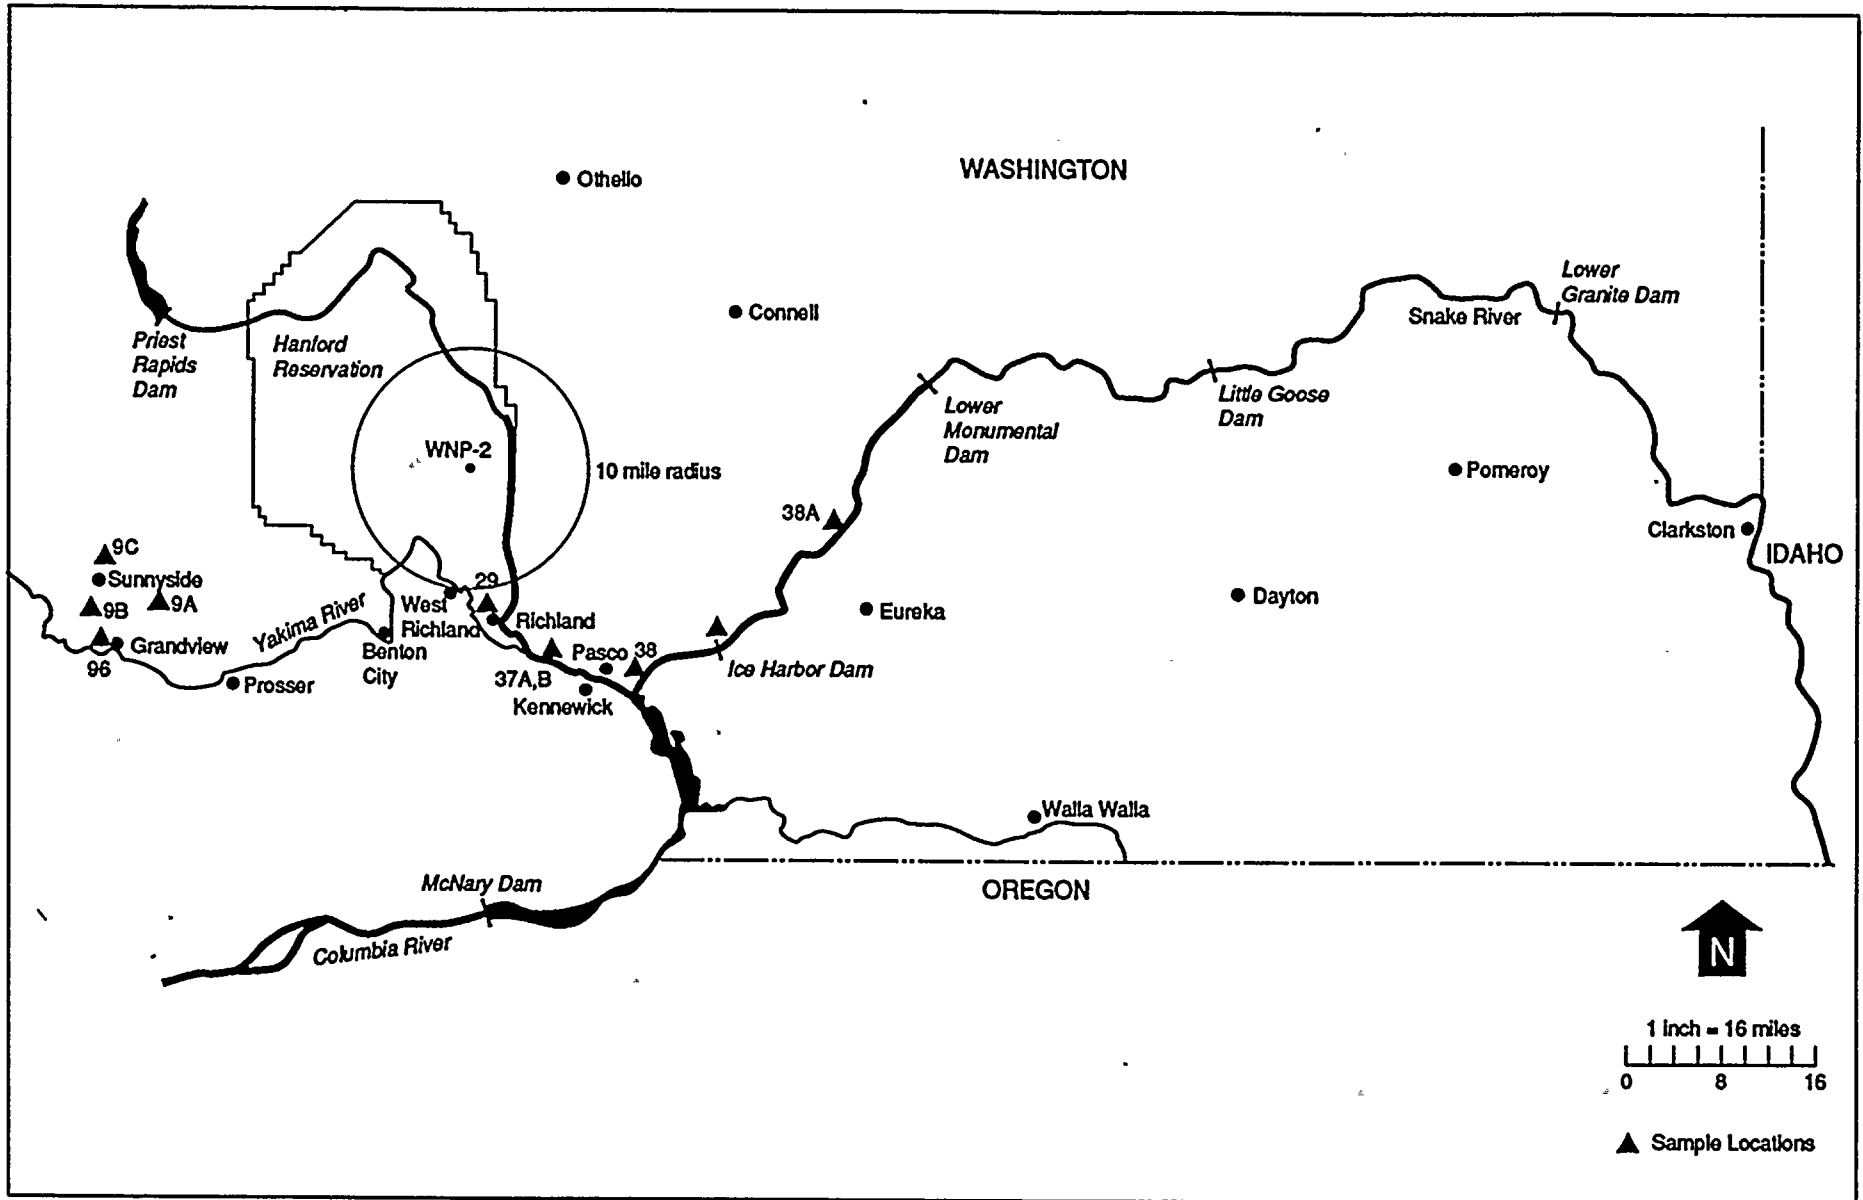 WASHINGTON
Othello
Connell
Priest
Rapids
Dam
Hanford
Reservation
Lower
Granite Dam
Snake River
Little Goose
Dam
Lower
Monumental
Dam
WNP-2
10 mile radius
Pomeroy
38A
Clarkston
IDAHO
9C
Sunnyside
9B
9A
96
Grandview
Yakima River
Prosser
Benton
City
West
Richland
29
Richland
37A,B
Pasco
38
Kennewick
Ice Harbor Dam
Eureka
Dayton
Walla Walla
McNary Dam
Columbia River
OREGON
N
1 inch = 16 miles
0 8 16
Sample Locations